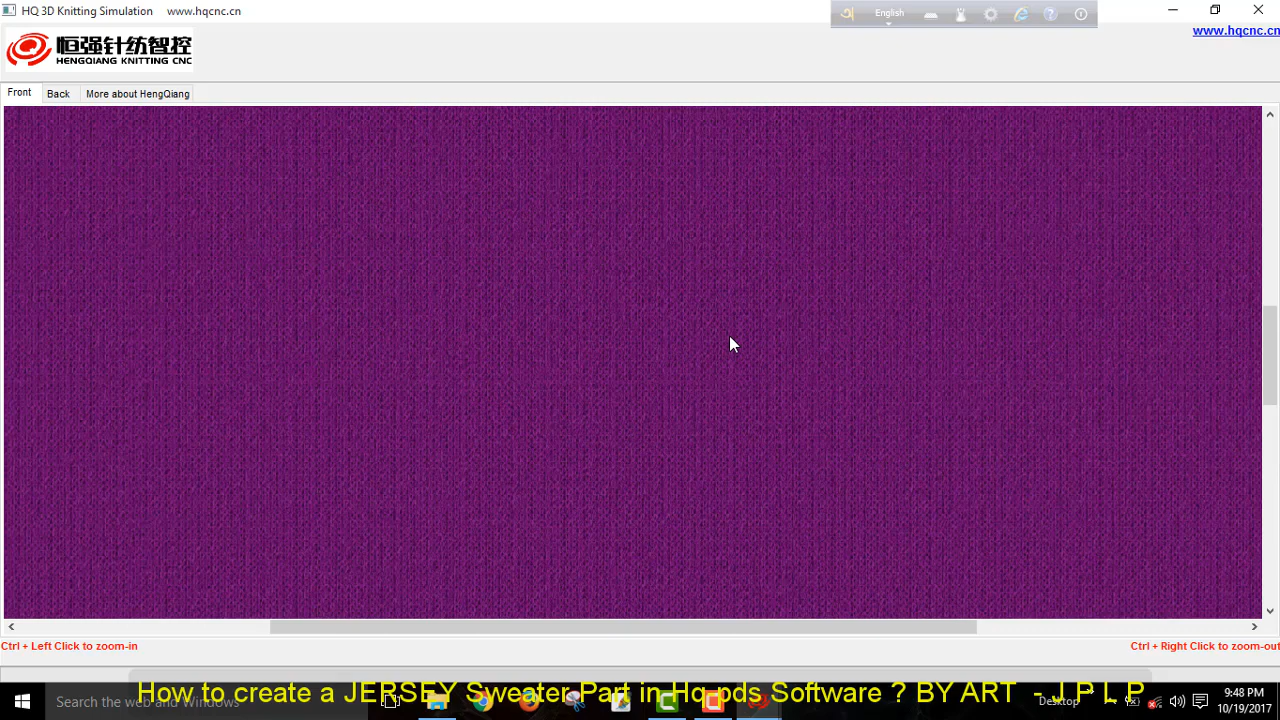 HQ 3D Knitting Simulation www.hqcnc.cn
English
www.hqcnc.cn
恒强针纺智控
HENGQIANG KNITTING CNC
Front Back More about HengQiang
Ctrl + Left Click to zoom-in
Ctrl + Right Click to zoom-out
How to create a JERSEY Sweater Part in Hq pds Software ? BY ART - J P L P
Search the web and Windows
Desktop
9:48 PM
10/19/2017